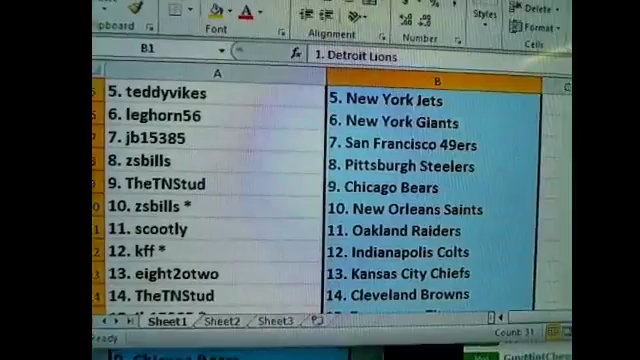 Font
Alignment
Number
Styles
Delete
Format
Cells
B1
fx
1. Detroit Lions
A
B
5. teddyvikes
5. New York Jets
6. leghorn56
6. New York Giants
7. jb15385
7. San Francisco 49ers
8. zsbills
8. Pittsburgh Steelers
9. TheTNStud
9. Chicago Bears
10. zsbills *
10. New Orleans Saints
11. scootly
11. Oakland Raiders
12. kff *
12. Indianapolis Colts
13. eight2otwo
13. Kansas City Chiefs
14. TheTNStud
14. Cleveland Browns
Sheet1
Sheet2
Sheet3
Count: 31